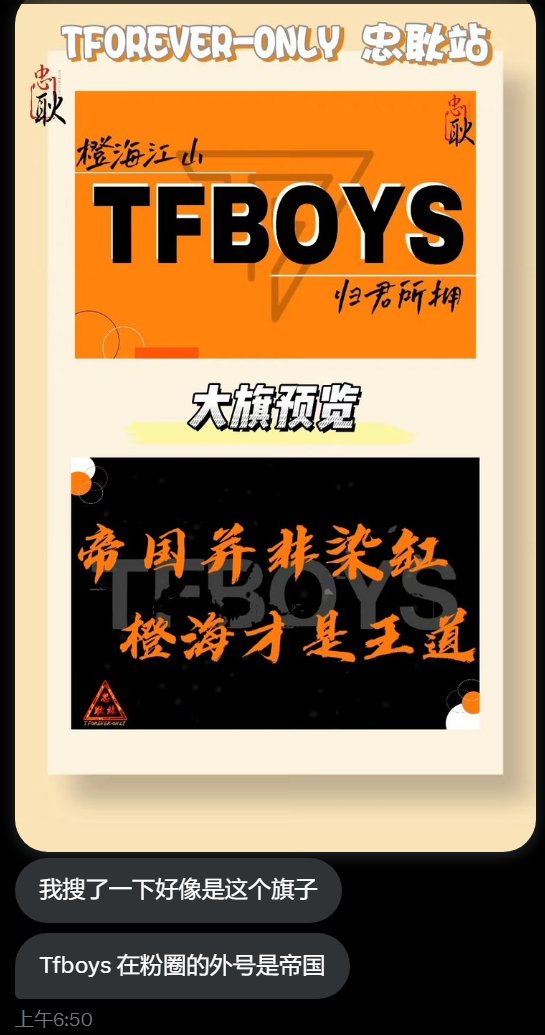 TFOREVER-ONLY 忠耿站
忠耿
忠耿
橙海江山
TFBOYS
归君所拥
大旗预览
TFBOYS
帝国并非染缸
橙海才是王道
忠耿站
TFOREVER-ONLY
我搜了一下好像是这个旗子
Tfboys 在粉圈的外号是帝国
上午6:50